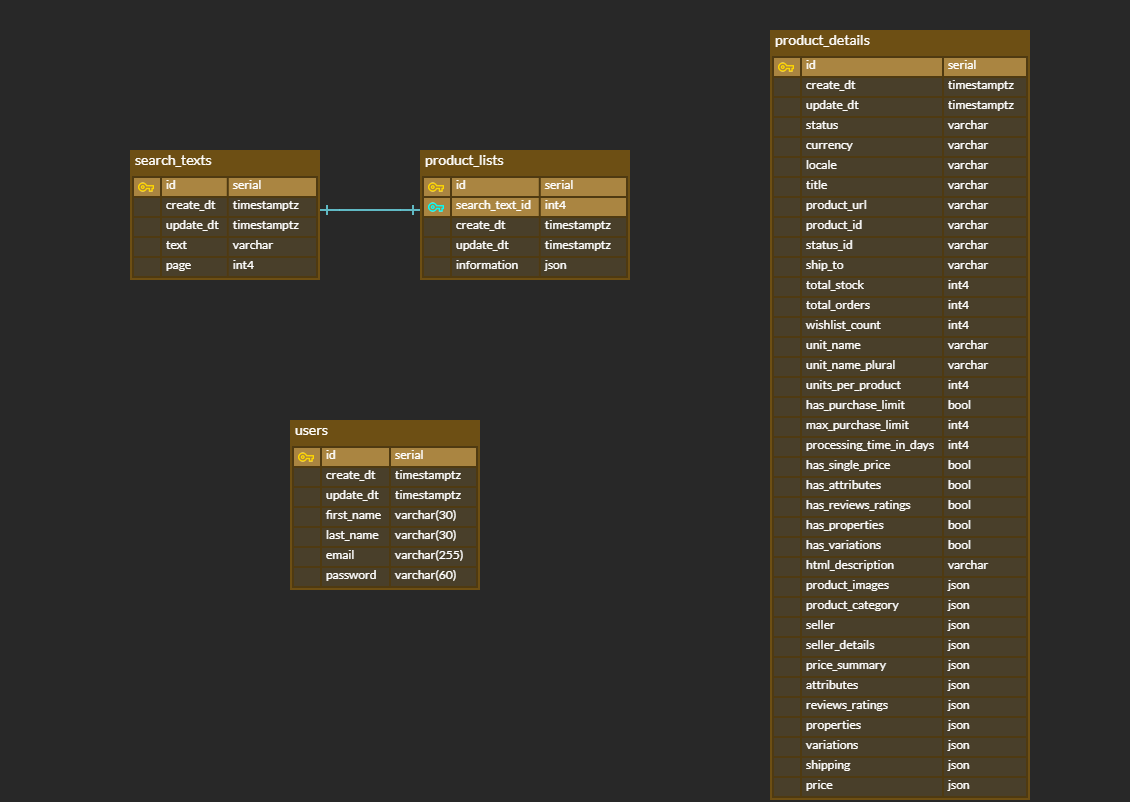 product_details
id serial
create_dt timestamptz
update_dt timestamptz
status varchar
currency varchar
locale varchar
title varchar
product_url varchar
product_id varchar
status_id varchar
ship_to varchar
total_stock int4
total_orders int4
wishlist_count int4
unit_name varchar
unit_name_plural varchar
units_per_product int4
has_purchase_limit bool
max_purchase_limit int4
processing_time_in_days int4
has_single_price bool
has_attributes bool
has_reviews_ratings bool
has_properties bool
has_variations bool
html_description varchar
product_images json
product_category json
seller json
seller_details json
price_summary json
attributes json
reviews_ratings json
properties json
variations json
shipping json
price json
search_texts
id serial
create_dt timestamptz
update_dt timestamptz
text varchar
page int4
product_lists
id serial
search_text_id int4
create_dt timestamptz
update_dt timestamptz
information json
users
id serial
create_dt timestamptz
update_dt timestamptz
first_name varchar(30)
last_name varchar(30)
email varchar(255)
password varchar(60)